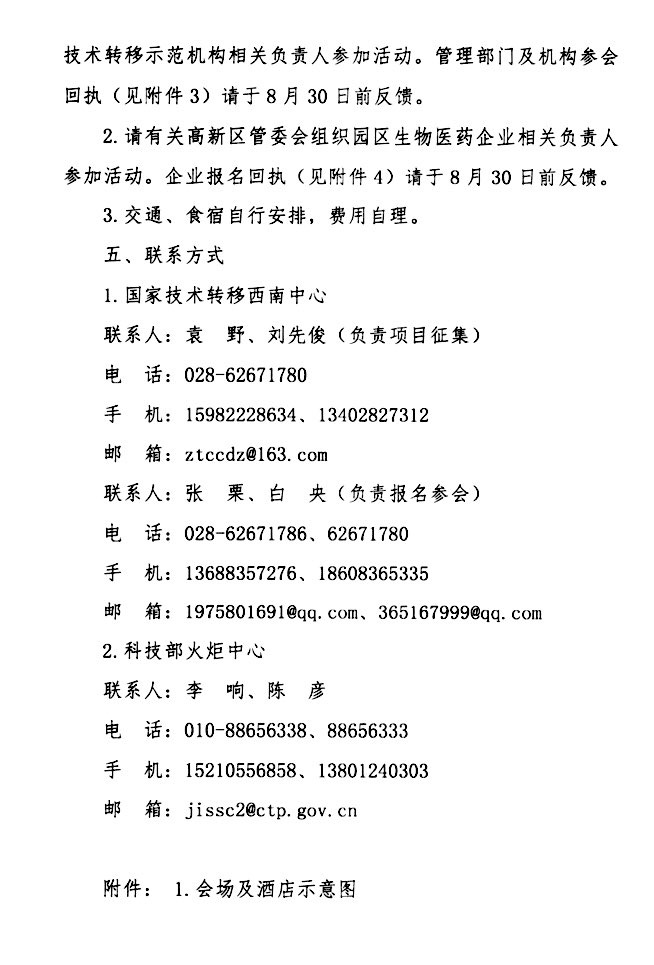 技术转移示范机构相关负责人参加活动。管理部门及机构参会
回执（见附件3）请于8月30日前反馈。
2.请有关高新区管委会组织园区生物医药企业相关负责人
参加活动。企业报名回执（见附件4）请于8月30日前反馈。
3.交通、食宿自行安排，费用自理。
五、联系方式
1.国家技术转移西南中心
联系人：袁　野、刘先俊（负责项目征集）
电　话：028-62671780
手　机：15982228634、13402827312
邮　箱：ztccdz@163.com
联系人：张　栗、白　央（负责报名参会）
电　话：028-62671786、62671780
手　机：13688357276、18608365335
邮　箱：1975801691@qq.com、365167999@qq.com
2.科技部火炬中心
联系人：李　响、陈　彦
电　话：010-88656338、88656333
手　机：15210556858、13801240303
邮　箱：jissc2@ctp.gov.cn
附件：　1.会场及酒店示意图